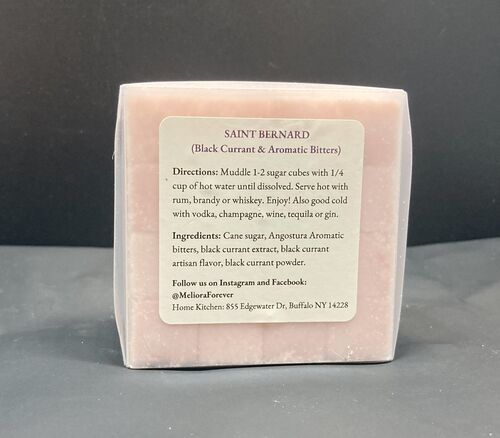 SAINT BERNARD
(Black Currant & Aromatic Bitters)
Directions: Muddle 1-2 sugar cubes with 1/4
cup of hot water until dissolved. Serve hot with
rum, brandy or whiskey. Enjoy! Also good cold
with vodka, champagne, wine, tequila or gin.
Ingredients: Cane sugar, Angostura Aromatic
bitters, black currant extract, black currant
artisan flavor, black currant powder.
Follow us on Instagram and Facebook:
@MelioraForever
Home Kitchen: 855 Edgewater Dr, Buffalo NY 14228